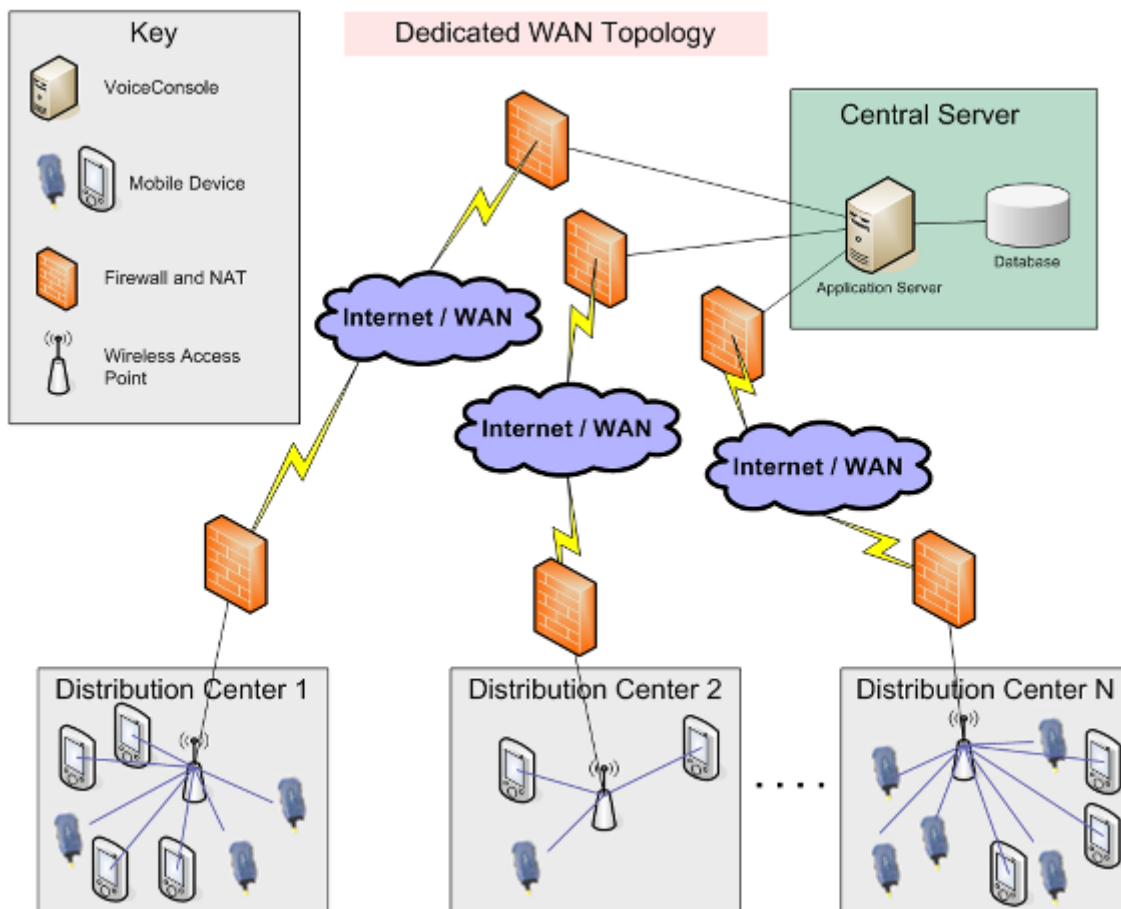 Key
VoiceConsole
Mobile Device
Firewall and NAT
Wireless Access
Point
Dedicated WAN Topology
Central Server
Application Server
Database
Internet / WAN
Internet / WAN
Internet / WAN
Distribution Center 1
Distribution Center 2
Distribution Center N